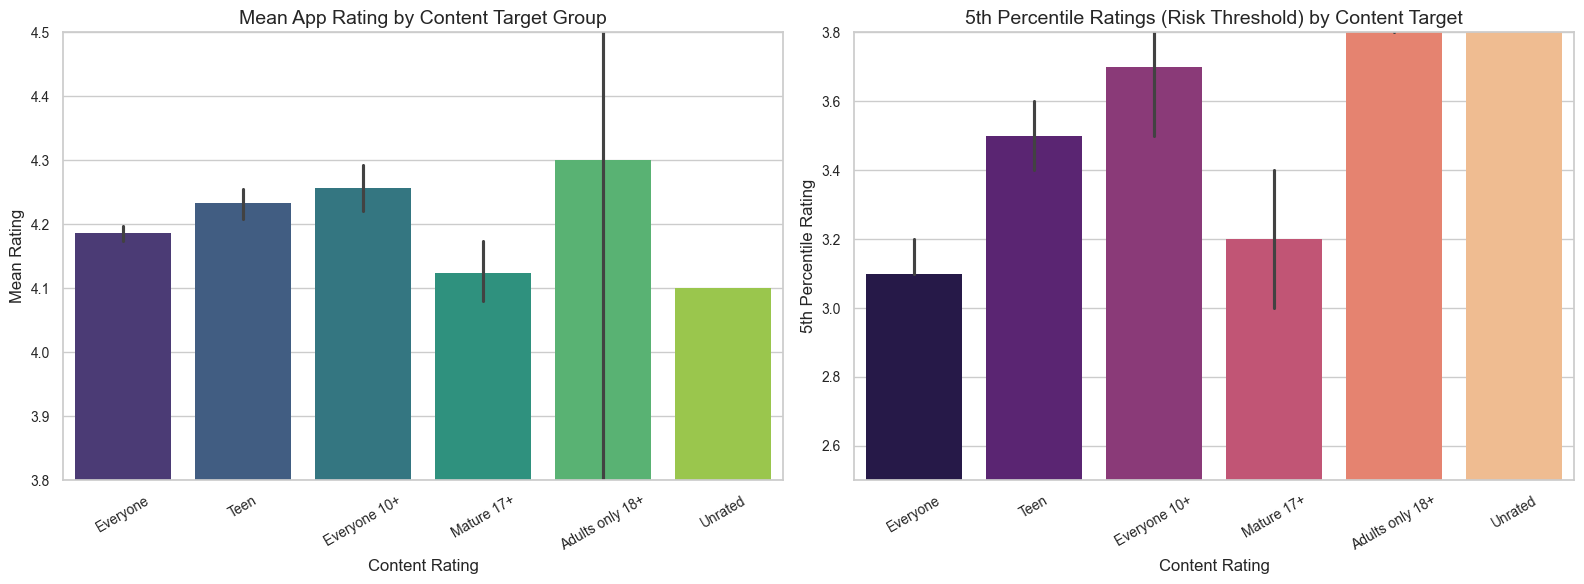 Mean App Rating by Content Target Group
4.5
4.4
4.3
4.2
4.1
4.0
3.9
3.8
Mean Rating
Everyone
Teen
Everyone 10+
Mature 17+
Adults only 18+
Unrated
Content Rating
5th Percentile Ratings (Risk Threshold) by Content Target
3.8
3.6
3.4
3.2
3.0
2.8
2.6
5th Percentile Rating
Everyone
Teen
Everyone 10+
Mature 17+
Adults only 18+
Unrated
Content Rating